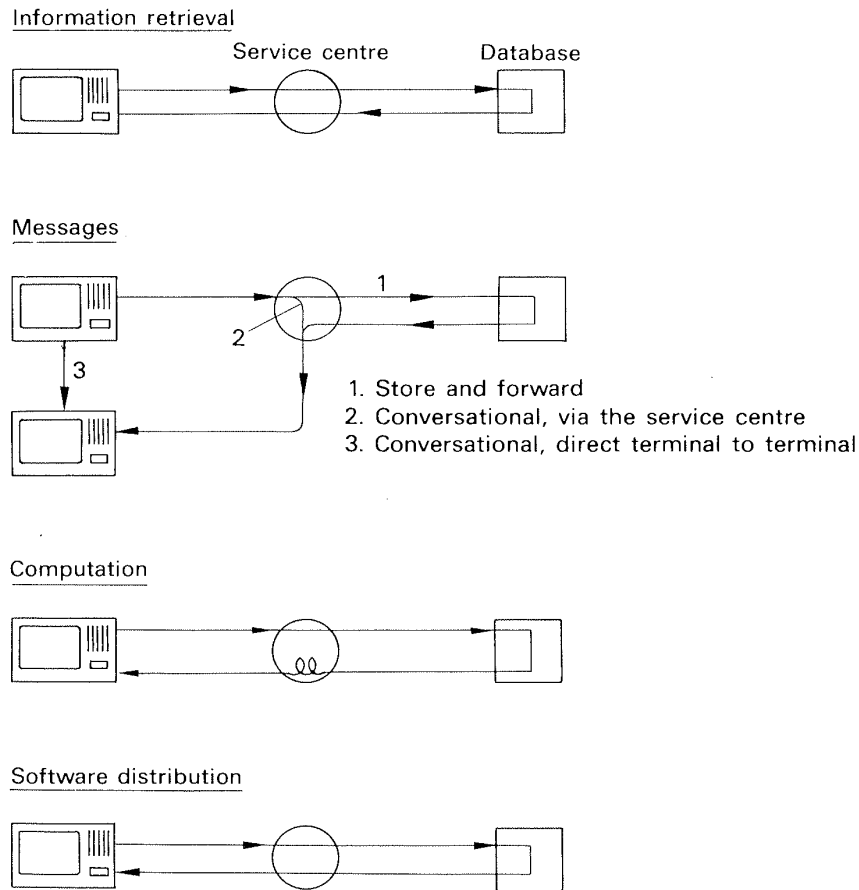 Information retrieval
Service centre
Database
Messages
1
2
3
1. Store and forward
2. Conversational, via the service centre
3. Conversational, direct terminal to terminal
Computation
Software distribution